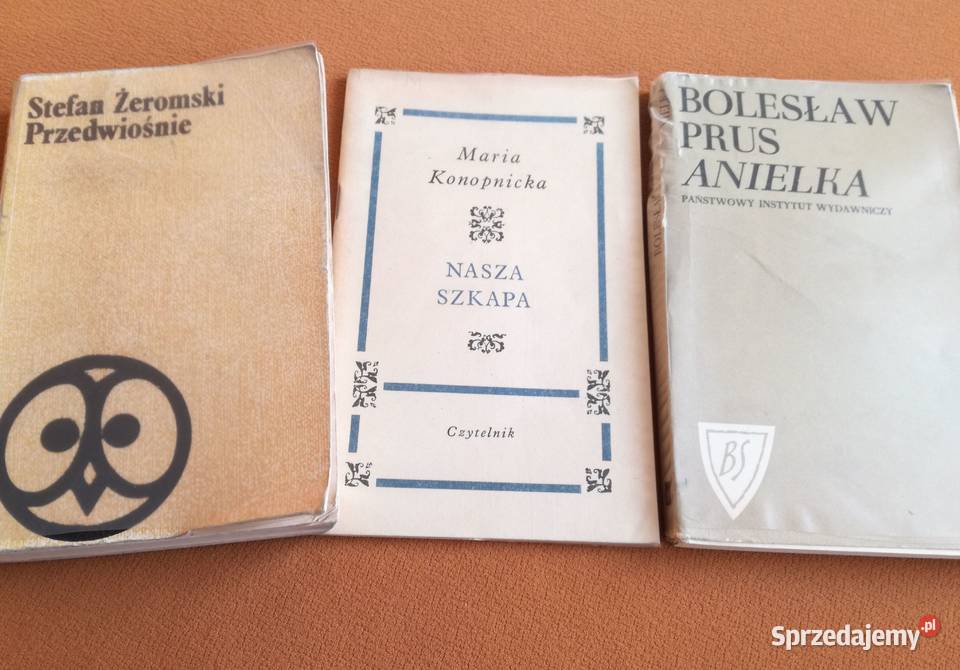 Stefan Żeromski
Przedwiośnie
Maria
Konopnicka
NASZA
SZKAPA
Czytelnik
BOLESŁAW
PRUS
ANIELKA
PAŃSTWOWY INSTYTUT WYDAWNICZY
BS
Sprzedajemy.pl